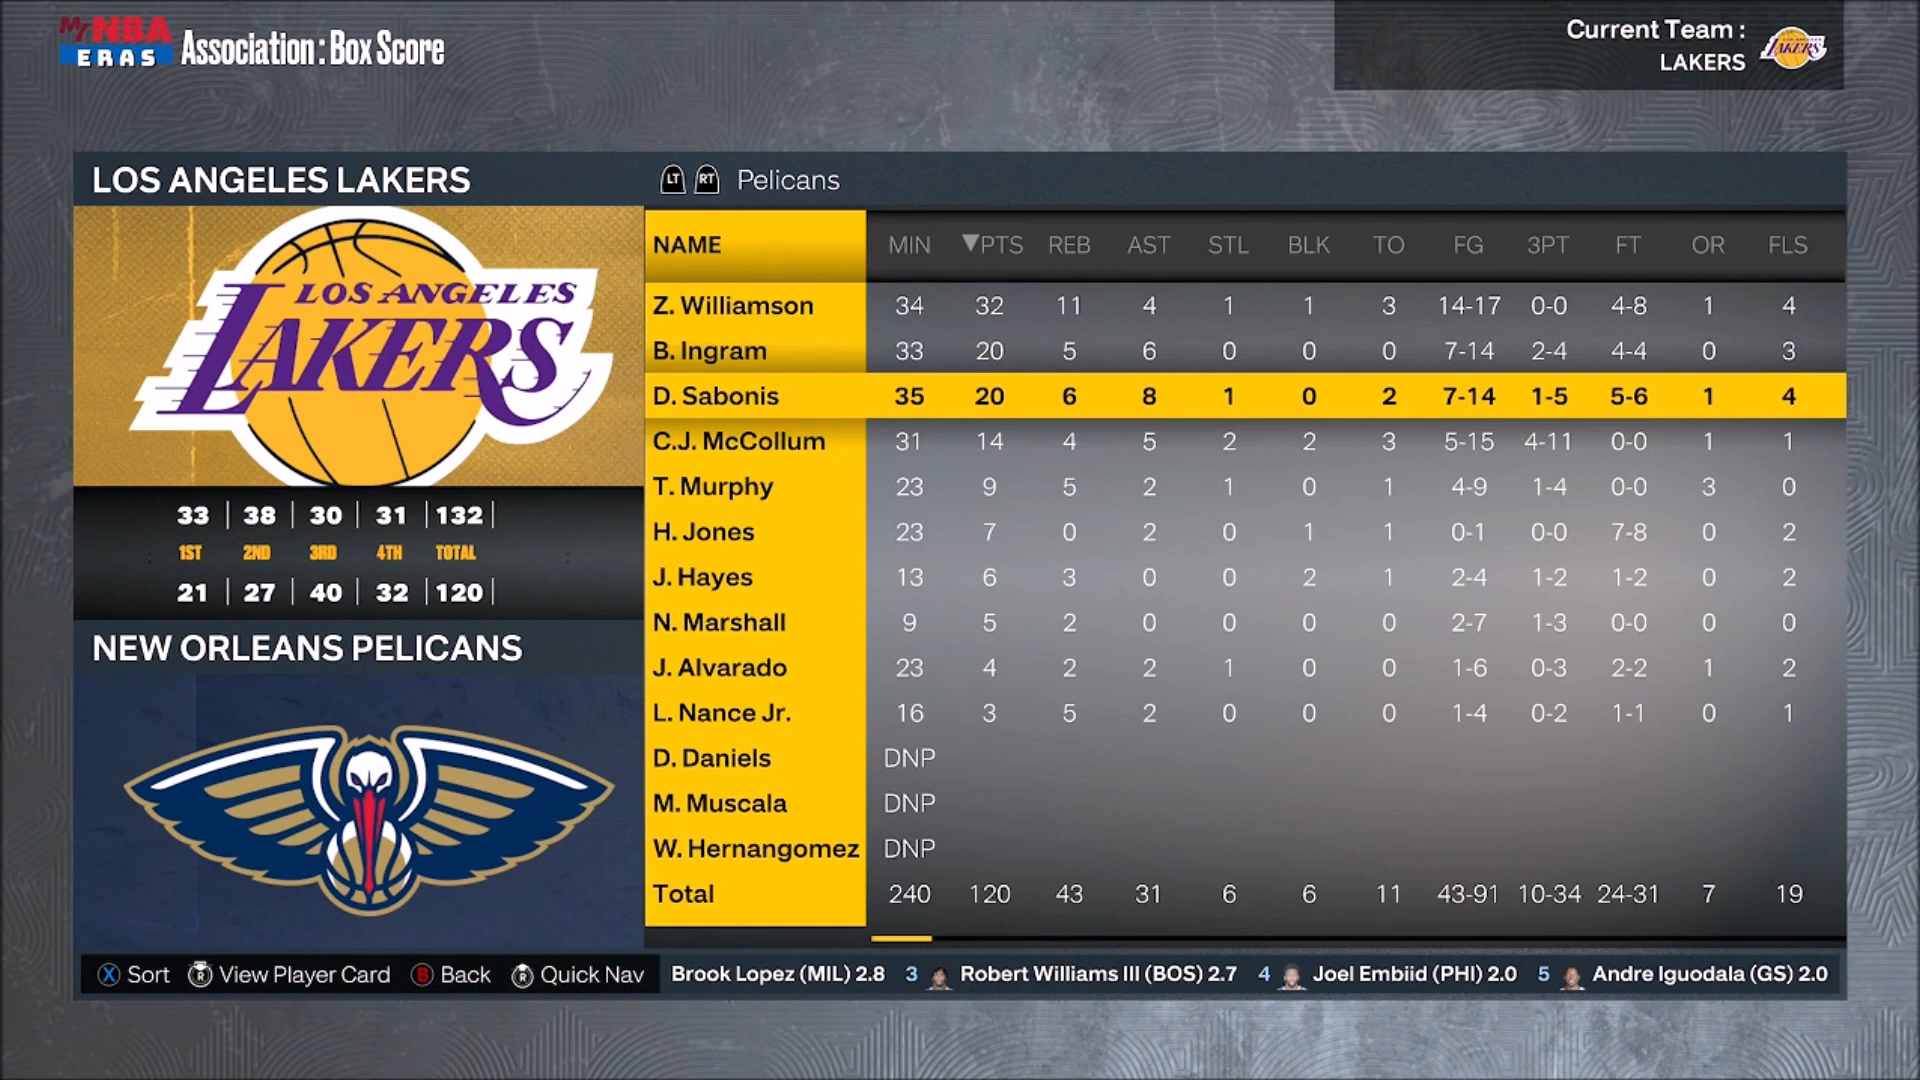 My NBA ERAS Association: Box Score
Current Team :
LAKERS
LAKERS
LOS ANGELES LAKERS
LOS ANGELES
LAKERS
33 | 38 | 30 | 31 | 132 |
1ST 2ND 3RD 4TH TOTAL
21 | 27 | 40 | 32 | 120 |
NEW ORLEANS PELICANS
LT RT Pelicans
NAME MIN ▼PTS REB AST STL BLK TO FG 3PT FT OR FLS
Z. Williamson 34 32 11 4 1 1 3 14-17 0-0 4-8 1 4
B. Ingram 33 20 5 6 0 0 0 7-14 2-4 4-4 0 3
D. Sabonis 35 20 6 8 1 0 2 7-14 1-5 5-6 1 4
C.J. McCollum 31 14 4 5 2 2 3 5-15 4-11 0-0 1 1
T. Murphy 23 9 5 2 1 0 1 4-9 1-4 0-0 3 0
H. Jones 23 7 0 2 0 1 1 0-1 0-0 7-8 0 2
J. Hayes 13 6 3 0 0 2 1 2-4 1-2 1-2 0 2
N. Marshall 9 5 2 0 0 0 0 2-7 1-3 0-0 0 0
J. Alvarado 23 4 2 2 1 0 0 1-6 0-3 2-2 1 2
L. Nance Jr. 16 3 5 2 0 0 0 1-4 0-2 1-1 0 1
D. Daniels DNP
M. Muscala DNP
W. Hernangomez DNP
Total 240 120 43 31 6 6 11 43-91 10-34 24-31 7 19
X Sort R View Player Card B Back R Quick Nav
Brook Lopez (MIL) 2.8 3 Robert Williams III (BOS) 2.7 4 Joel Embiid (PHI) 2.0 5 Andre Iguodala (GS) 2.0